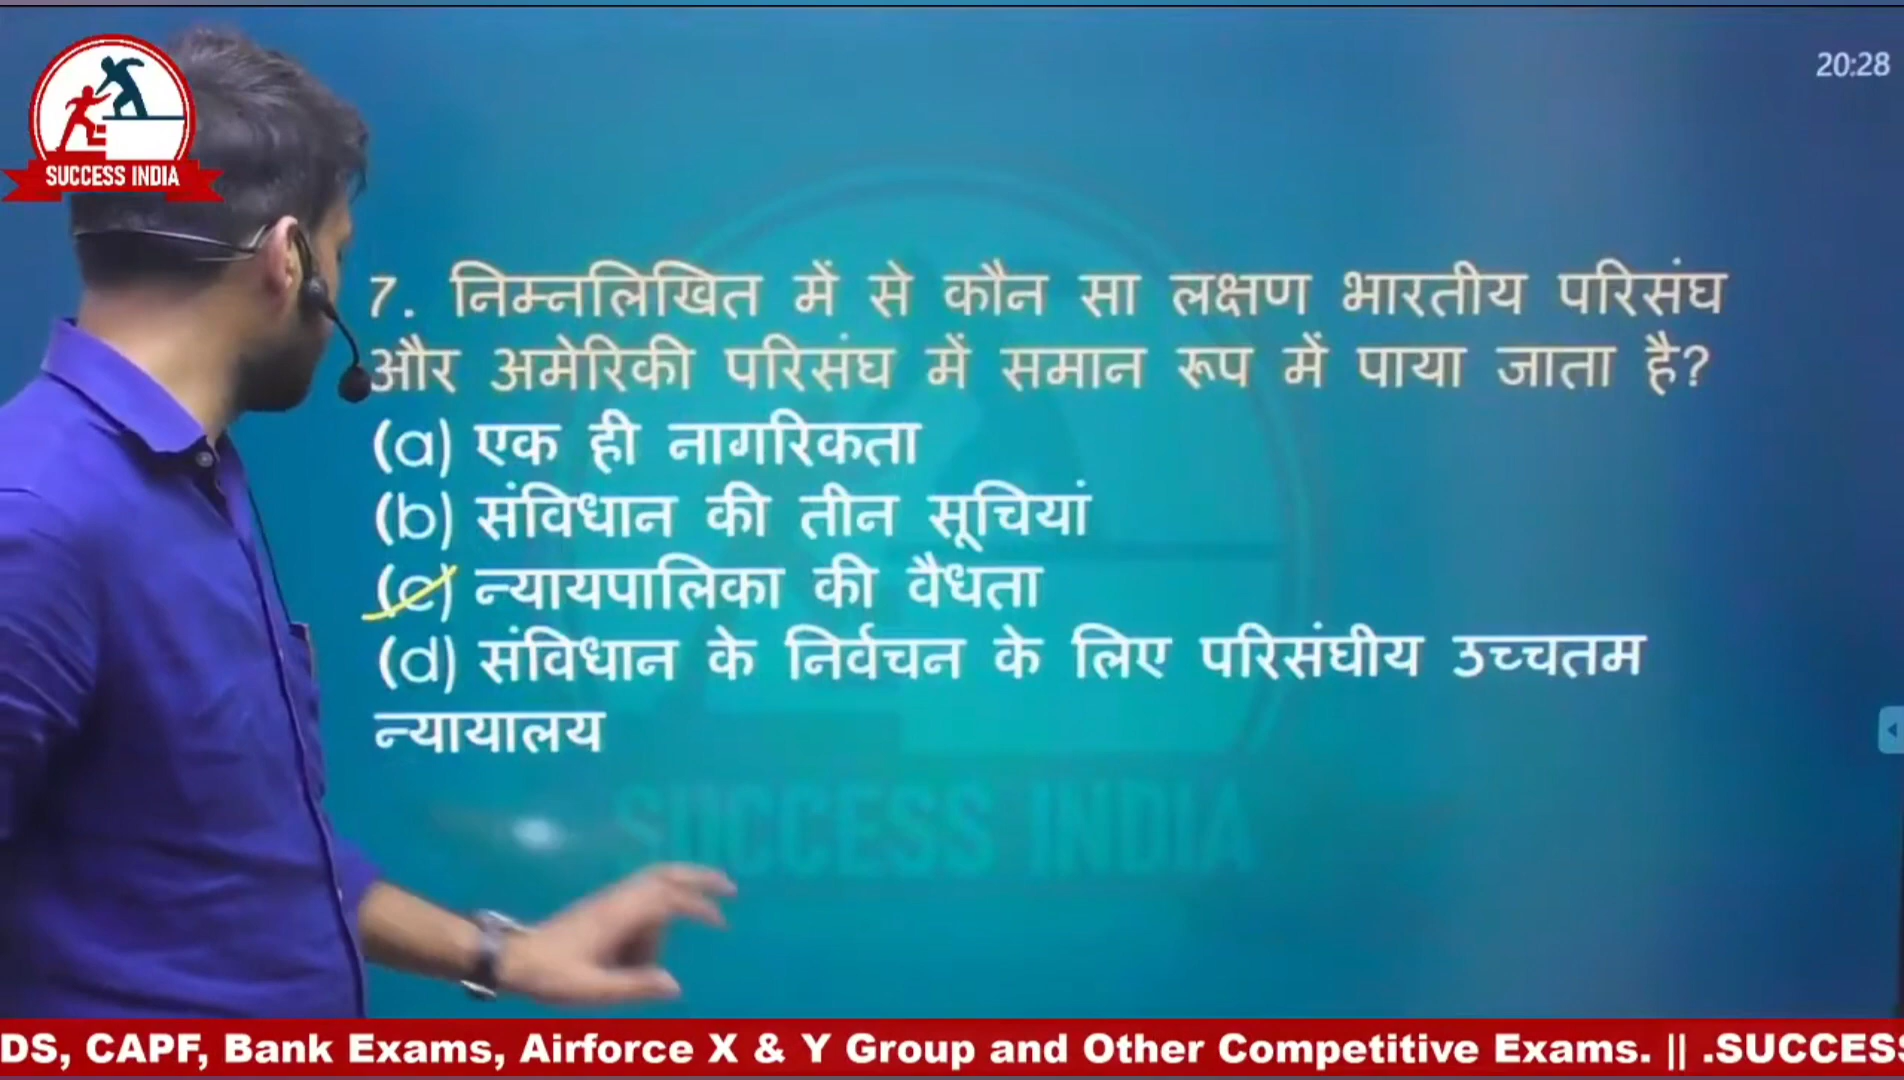 SUCCESS INDIA
20:28
7. निम्नलिखित में से कौन सा लक्षण भारतीय परिसंघ
और अमेरिकी परिसंघ में समान रूप में पाया जाता है?
(a) एक ही नागरिकता
(b) संविधान की तीन सूचियां
(c) न्यायपालिका की वैधता
(d) संविधान के निर्वचन के लिए परिसंघीय उच्चतम
न्यायालय
SUCCESS INDIA
DS, CAPF, Bank Exams, Airforce X & Y Group and Other Competitive Exams. || .SUCCESS